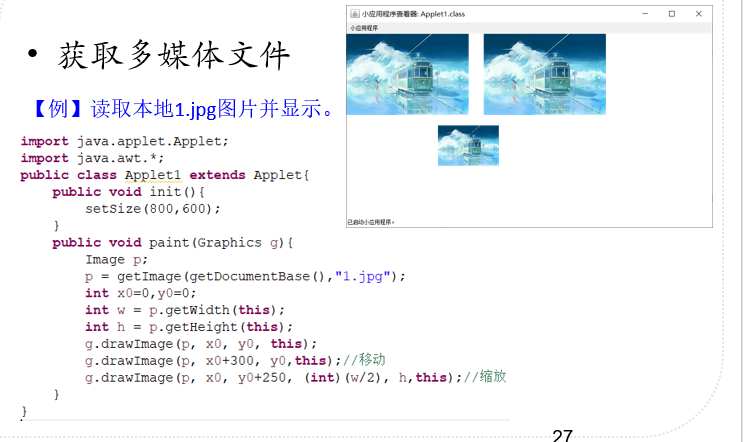 • 获取多媒体文件
【例】读取本地1.jpg图片并显示。
import java.applet.Applet;
import java.awt.*;
public class Applet1 extends Applet{
    public void init(){
        setSize(800,600);
    }
    public void paint(Graphics g){
        Image p;
        p = getImage(getDocumentBase(),"1.jpg");
        int x0=0,y0=0;
        int w = p.getWidth(this);
        int h = p.getHeight(this);
        g.drawImage(p, x0, y0, this);
        g.drawImage(p, x0+300, y0,this);//移动
        g.drawImage(p, x0, y0+250, (int)(w/2), h,this);//缩放
    }
}
小应用程序查看器: Applet1.class
小应用程序
已启动小应用程序。
27